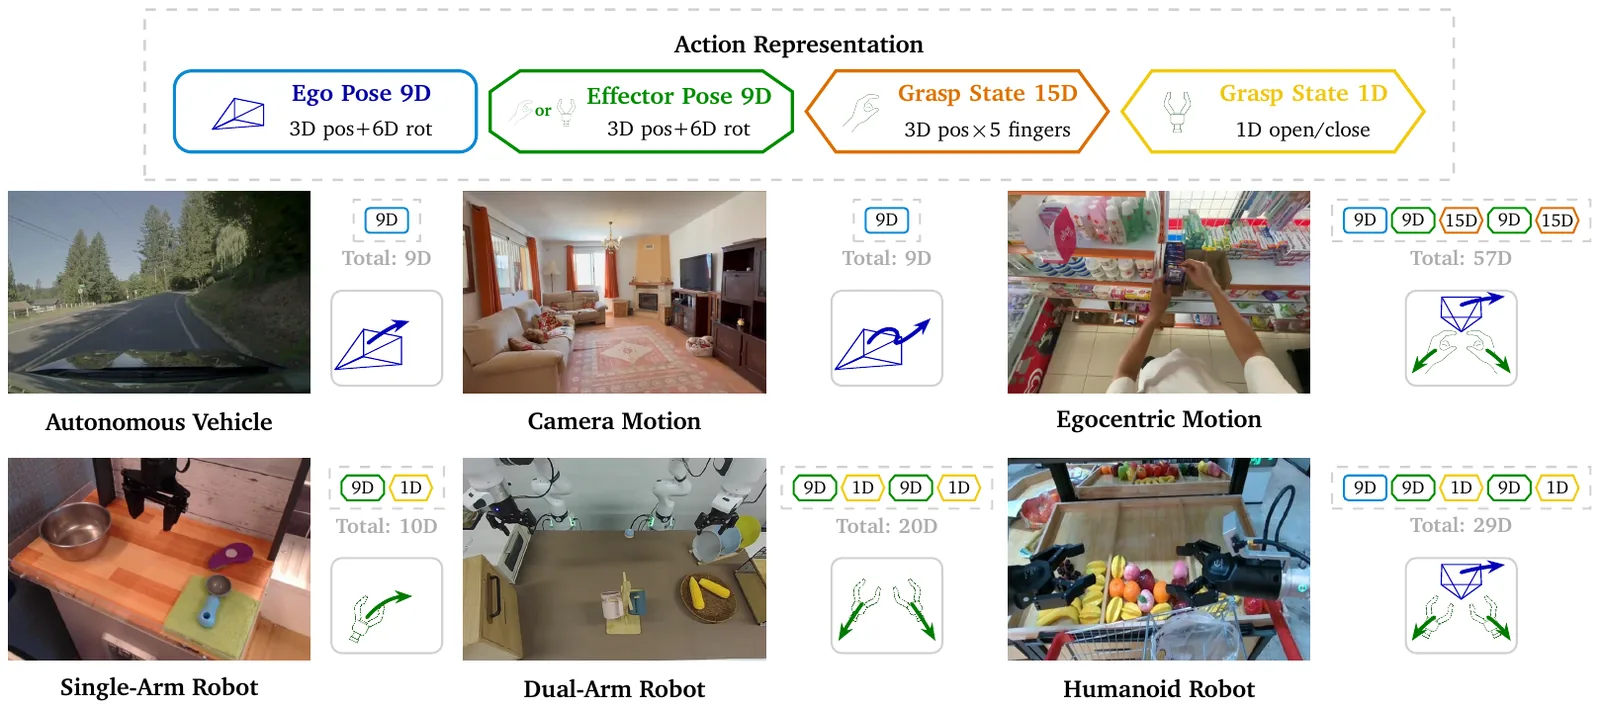 Action Representation
Ego Pose 9D
3D pos+6D rot
or
Effector Pose 9D
3D pos+6D rot
Grasp State 15D
3D pos×5 fingers
Grasp State 1D
1D open/close
9D
Total: 9D
Autonomous Vehicle
9D
Total: 9D
Camera Motion
9D 9D 15D 9D 15D
Total: 57D
Egocentric Motion
9D 1D
Total: 10D
Single-Arm Robot
9D 1D 9D 1D
Total: 20D
Dual-Arm Robot
9D 9D 1D 9D 1D
Total: 29D
Humanoid Robot